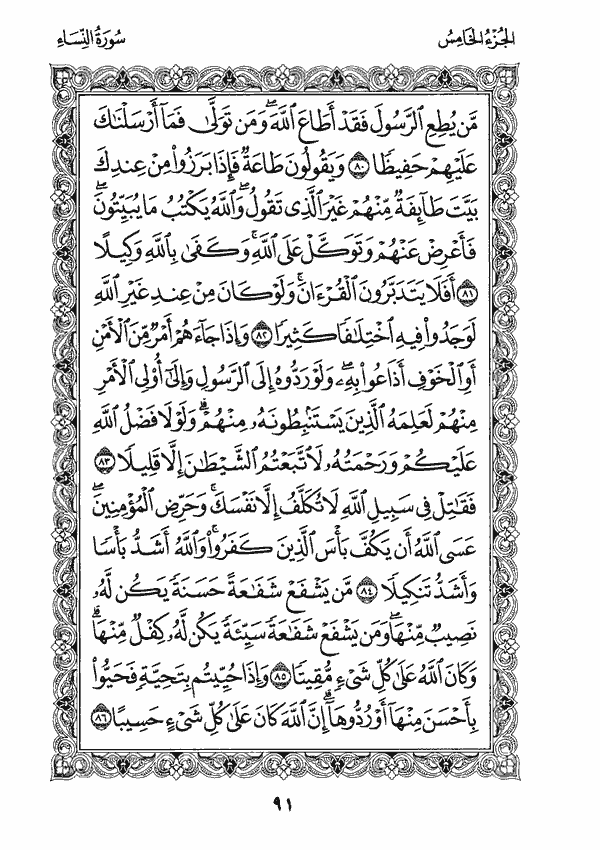 الجُزْءُ الخَامِسُ
سُورَةُ النِّسَاءِ
مَّن يُطِعِ ٱلرَّسُولَ فَقَدۡ أَطَاعَ ٱللَّهَۖ وَمَن تَوَلَّىٰ فَمَآ أَرۡسَلۡنَٰكَ
عَلَيۡهِمۡ حَفِيظٗا ٨٠ وَيَقُولُونَ طَاعَةٞ فَإِذَا بَرَزُواْ مِنۡ عِندِكَ
بَيَّتَ طَآئِفَةٞ مِّنۡهُمۡ غَيۡرَ ٱلَّذِي تَقُولُۖ وَٱللَّهُ يَكۡتُبُ مَا يُبَيِّتُونَۖ
فَأَعۡرِضۡ عَنۡهُمۡ وَتَوَكَّلۡ عَلَى ٱللَّهِۚ وَكَفَىٰ بِٱللَّهِ وَكِيلًا
٨١ أَفَلَا يَتَدَبَّرُونَ ٱلۡقُرۡءَانَۚ وَلَوۡ كَانَ مِنۡ عِندِ غَيۡرِ ٱللَّهِ
لَوَجَدُواْ فِيهِ ٱخۡتِلَٰفٗا كَثِيرٗا ٨٢ وَإِذَا جَآءَهُمۡ أَمۡرٞ مِّنَ ٱلۡأَمۡنِ
أَوِ ٱلۡخَوۡفِ أَذَاعُواْ بِهِۦۖ وَلَوۡ رَدُّوهُ إِلَى ٱلرَّسُولِ وَإِلَىٰٓ أُوْلِي ٱلۡأَمۡرِ
مِنۡهُمۡ لَعَلِمَهُ ٱلَّذِينَ يَسۡتَنۢبِطُونَهُۥ مِنۡهُمۡۗ وَلَوۡلَا فَضۡلُ ٱللَّهِ
عَلَيۡكُمۡ وَرَحۡمَتُهُۥ لَٱتَّبَعۡتُمُ ٱلشَّيۡطَٰنَ إِلَّا قَلِيلٗا ٨٣
فَقَٰتِلۡ فِي سَبِيلِ ٱللَّهِ لَا تُكَلَّفُ إِلَّا نَفۡسَكَۚ وَحَرِّضِ ٱلۡمُؤۡمِنِينَۖ
عَسَى ٱللَّهُ أَن يَكُفَّ بَأۡسَ ٱلَّذِينَ كَفَرُواْۚ وَٱللَّهُ أَشَدُّ بَأۡسٗا
وَأَشَدُّ تَنكِيلٗا ٨٤ مَّن يَشۡفَعۡ شَفَٰعَةً حَسَنَةٗ يَكُن لَّهُۥ
نَصِيبٞ مِّنۡهَاۖ وَمَن يَشۡفَعۡ شَفَٰعَةٗ سَيِّئَةٗ يَكُن لَّهُۥ كِفۡلٞ مِّنۡهَاۗ
وَكَانَ ٱللَّهُ عَلَىٰ كُلِّ شَيۡءٖ مُّقِيتٗا ٨٥ وَإِذَا حُيِّيتُم بِتَحِيَّةٖ فَحَيُّواْ
بِأَحۡسَنَ مِنۡهَآ أَوۡ رُدُّوهَآۗ إِنَّ ٱللَّهَ كَانَ عَلَىٰ كُلِّ شَيۡءٍ حَسِيبًا ٨٦
٩١